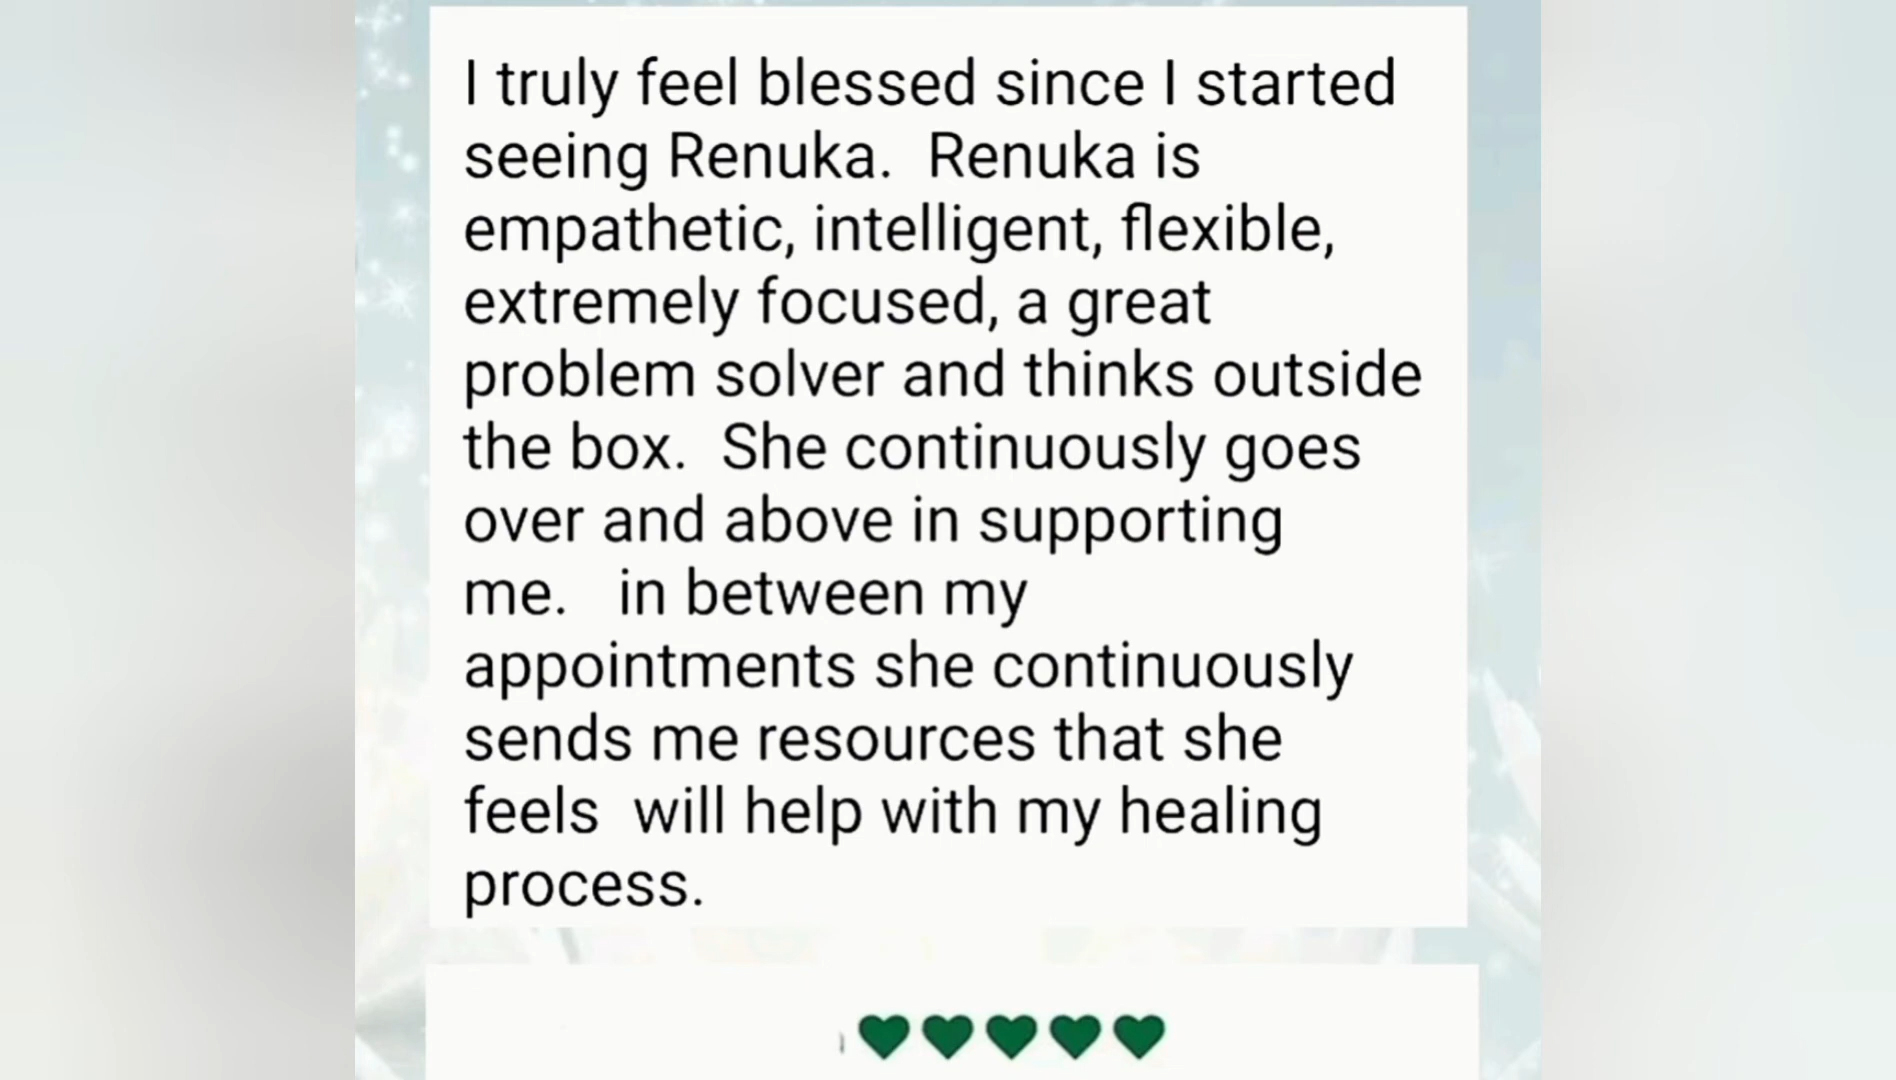 I truly feel blessed since I started
seeing Renuka.  Renuka is
empathetic, intelligent, flexible,
extremely focused, a great
problem solver and thinks outside
the box.  She continuously goes
over and above in supporting
me.   in between my
appointments she continuously
sends me resources that she
feels  will help with my healing
process.